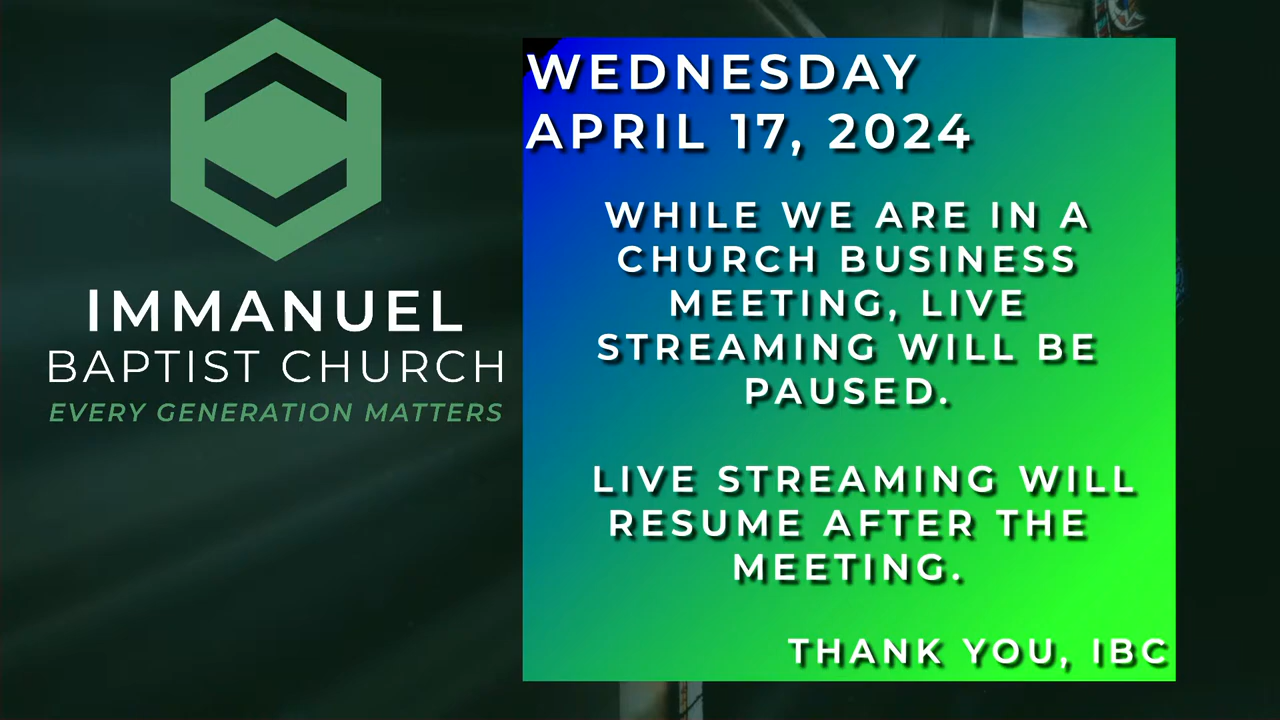 IMMANUEL
BAPTIST CHURCH
EVERY GENERATION MATTERS
WEDNESDAY
APRIL 17, 2024
WHILE WE ARE IN A
CHURCH BUSINESS
MEETING, LIVE
STREAMING WILL BE
PAUSED.
LIVE STREAMING WILL
RESUME AFTER THE
MEETING.
THANK YOU, IBC